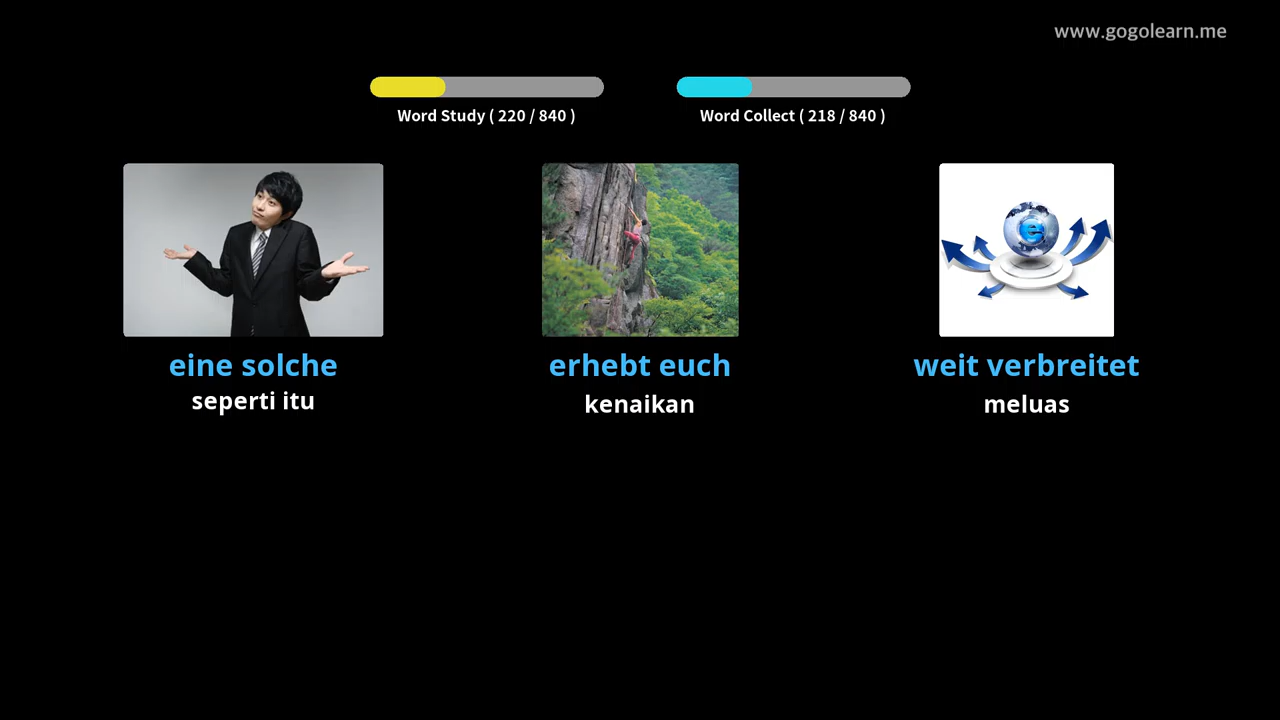 www.gogolearn.me
Word Study ( 220 / 840 )
Word Collect ( 218 / 840 )
eine solche
seperti itu
erhebt euch
kenaikan
weit verbreitet
meluas